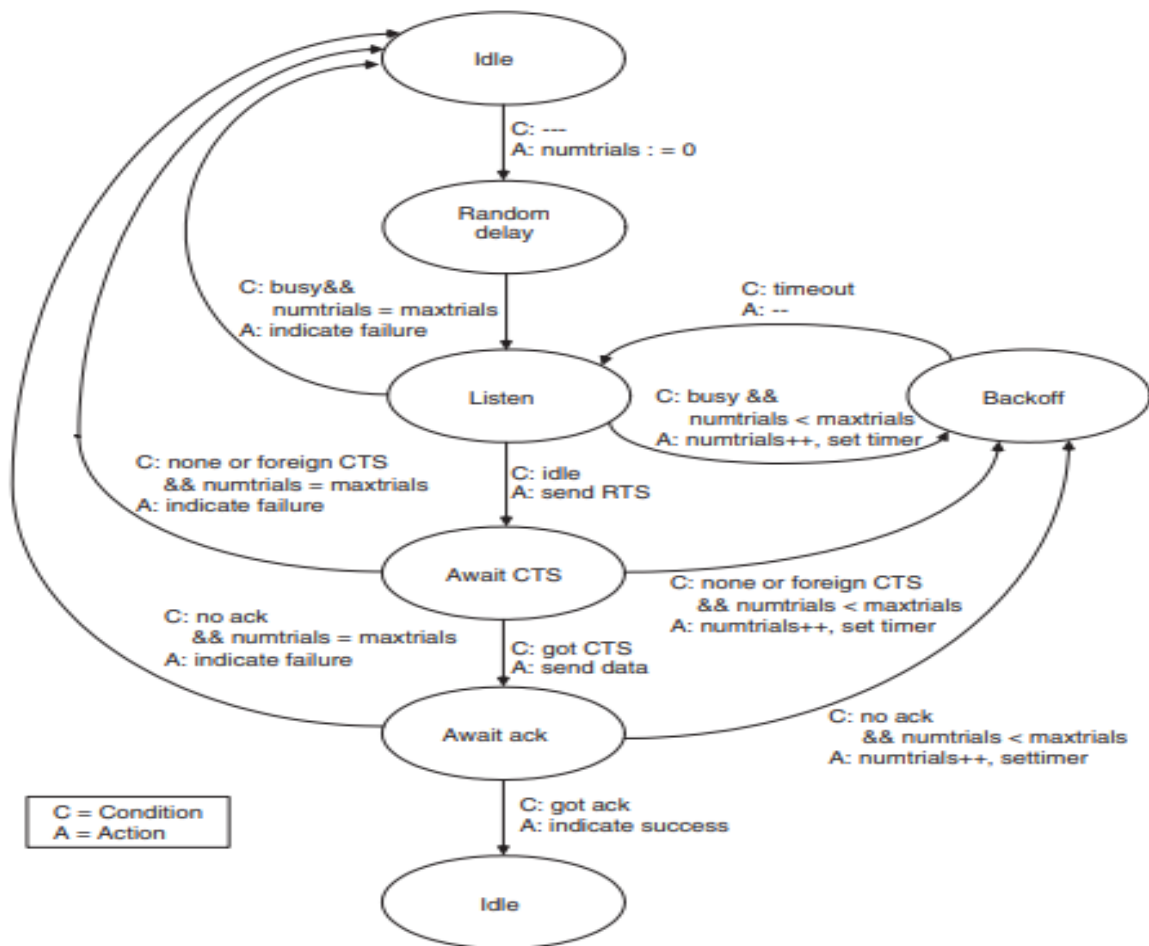 Idle
C: ---
A: numtrials : = 0
Random
delay
C: busy&&
numtrials = maxtrials
A: indicate failure
C: timeout
A: --
Listen
C: busy &&
numtrials < maxtrials
A: numtrials++, set timer
Backoff
C: none or foreign CTS
&& numtrials = maxtrials
A: indicate failure
C: idle
A: send RTS
Await CTS
C: none or foreign CTS
&& numtrials < maxtrials
A: numtrials++, set timer
C: no ack
&& numtrials = maxtrials
A: indicate failure
C: got CTS
A: send data
Await ack
C: no ack
&& numtrials < maxtrials
A: numtrials++, settimer
C = Condition
A = Action
C: got ack
A: indicate success
Idle